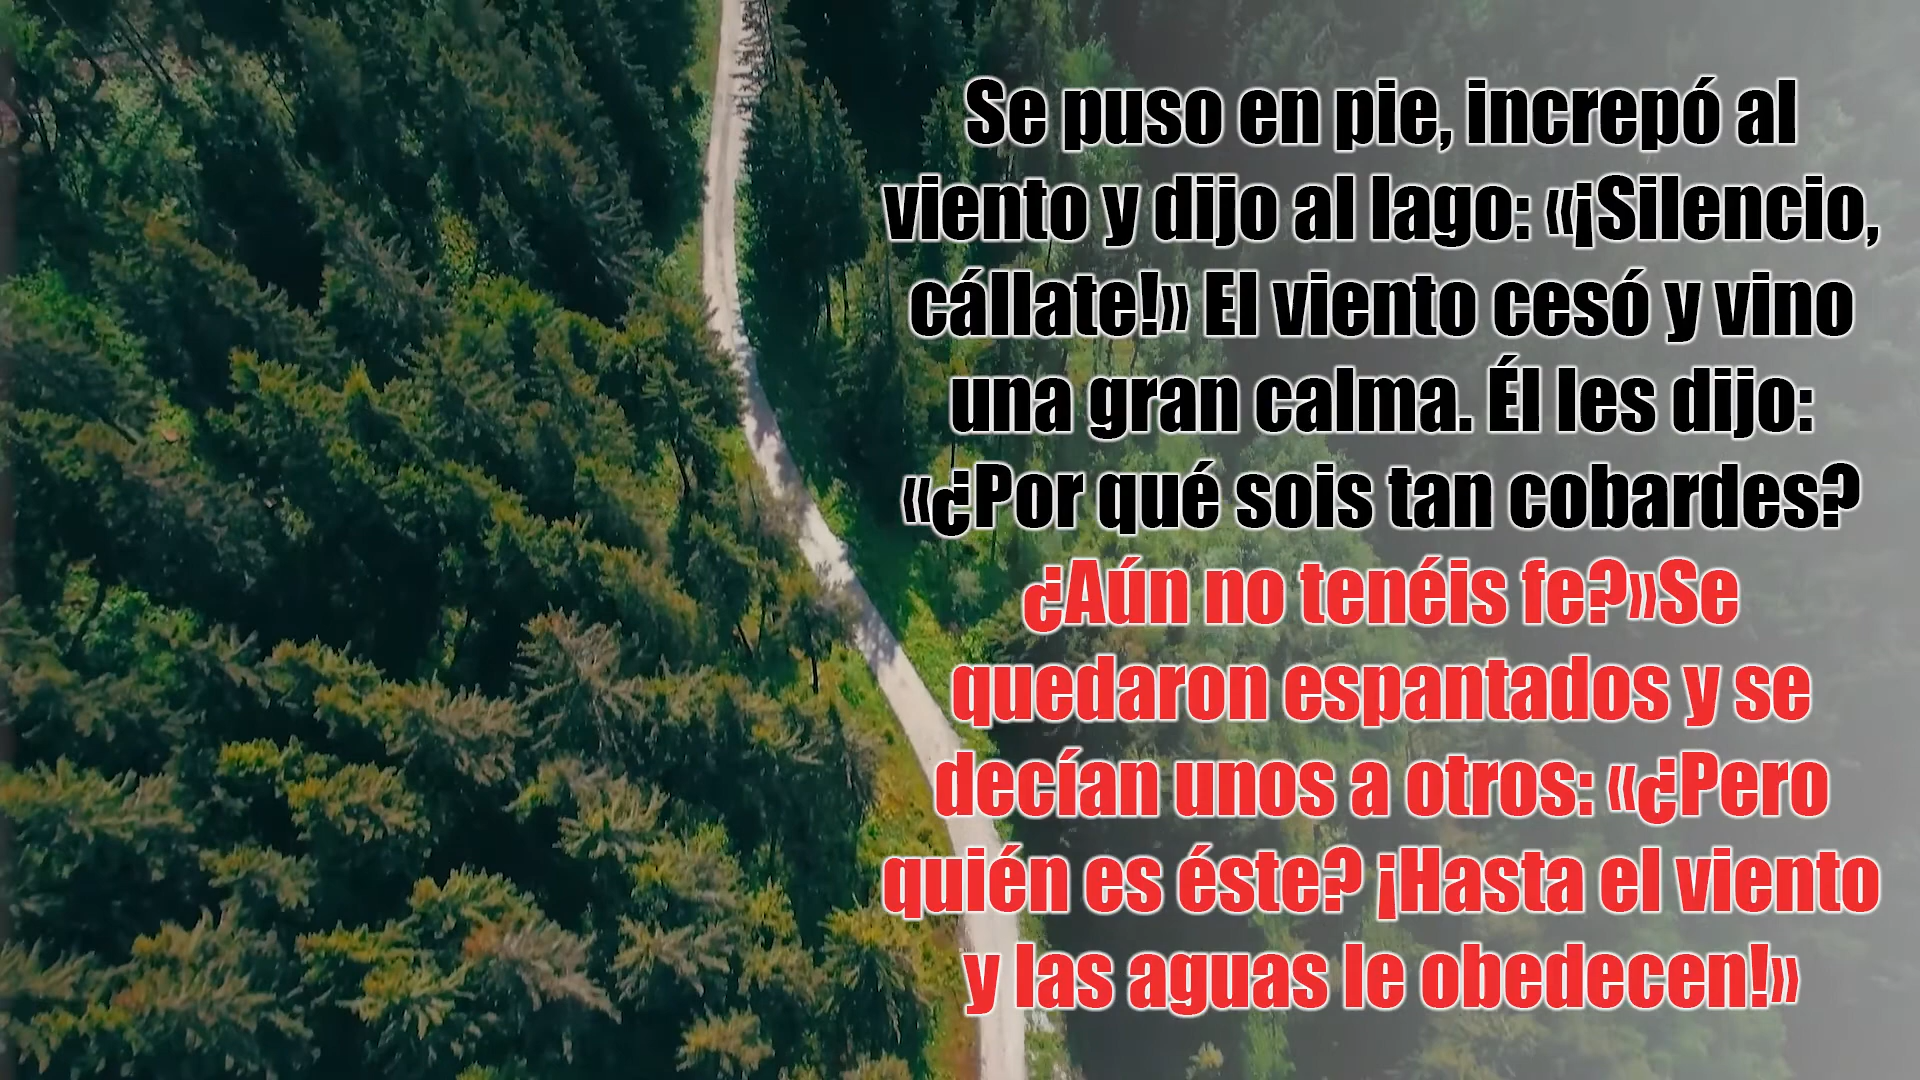 Se puso en pie, increpó al
viento y dijo al lago: «¡Silencio,
cállate!» El viento cesó y vino
una gran calma. Él les dijo:
«¿Por qué sois tan cobardes?
¿Aún no tenéis fe?»Se
quedaron espantados y se
decían unos a otros: «¿Pero
quién es éste? ¡Hasta el viento
y las aguas le obedecen!»